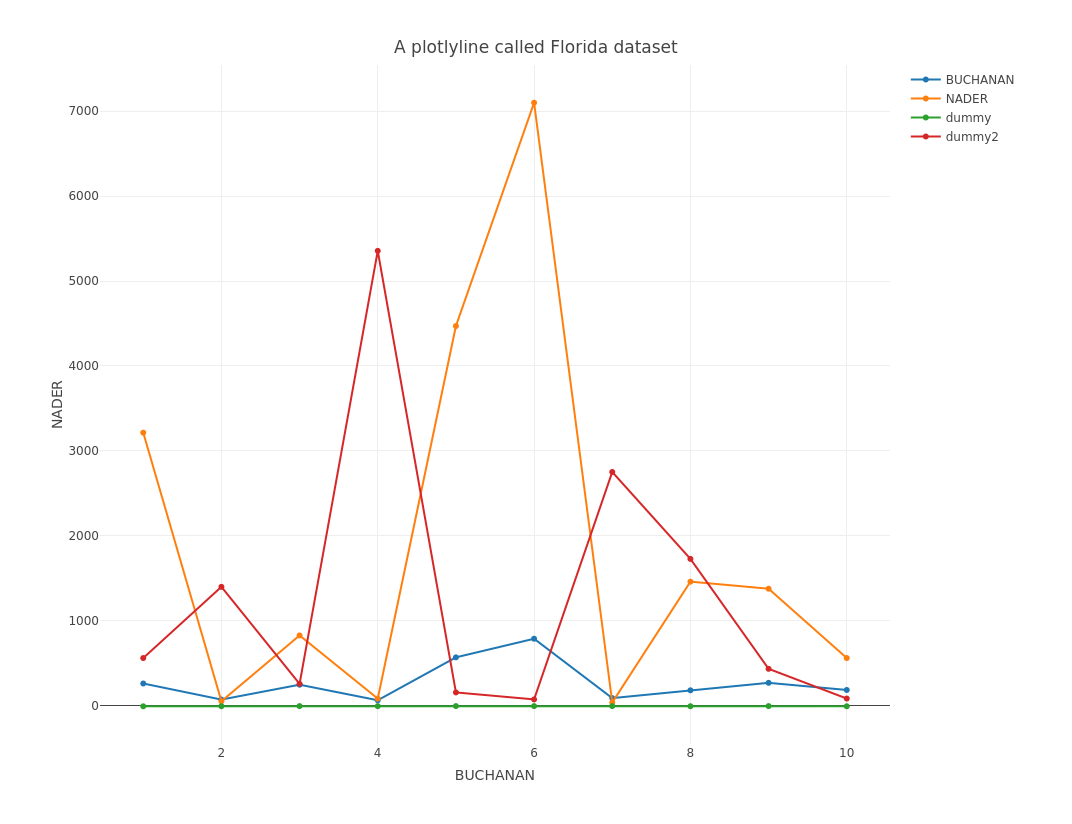 A plotlyline called Florida dataset
BUCHANAN
NADER
dummy
dummy2
7000
6000
5000
4000
3000
2000
1000
0
NADER
2
4
6
8
10
BUCHANAN